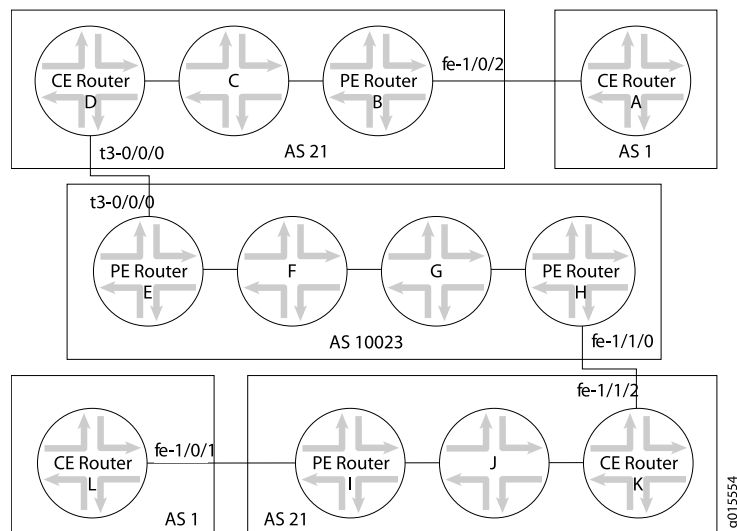 fe-1/0/2
CE Router
D
C
PE Router
B
CE Router
A
t3-0/0/0
AS 21
AS 1
t3-0/0/0
PE Router
E
F
G
PE Router
H
AS 10023
fe-1/1/0
fe-1/1/2
fe-1/0/1
CE Router
L
PE Router
I
J
CE Router
K
AS 1
AS 21
g015554